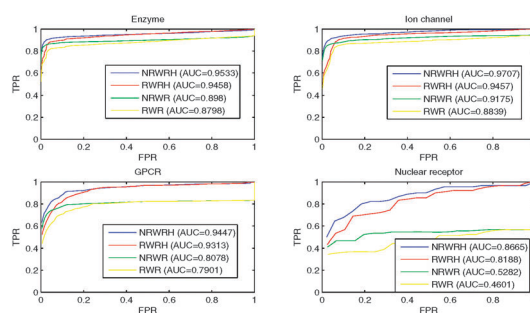 Enzyme
1
0.8
0.6
0.4
0.2
0
TPR
NRWRH (AUC=0.9533)
RWRH (AUC=0.9458)
NRWR (AUC=0.898)
RWR (AUC=0.8798)
0 0.2 0.4 0.6 0.8 1
FPR
Ion channel
1
0.8
0.6
0.4
0.2
0
TPR
NRWRH (AUC=0.9707)
RWRH (AUC=0.9457)
NRWR (AUC=0.9175)
RWR (AUC=0.8839)
0 0.2 0.4 0.6 0.8 1
FPR
GPCR
1
0.8
0.6
0.4
0.2
0
TPR
NRWRH (AUC=0.9447)
RWRH (AUC=0.9313)
NRWR (AUC=0.8078)
RWR (AUC=0.7901)
0 0.2 0.4 0.6 0.8 1
FPR
Nuclear receptor
1
0.8
0.6
0.4
0.2
0
TPR
NRWRH (AUC=0.8665)
RWRH (AUC=0.8188)
NRWR (AUC=0.5282)
RWR (AUC=0.4601)
0 0.2 0.4 0.6 0.8
FPR